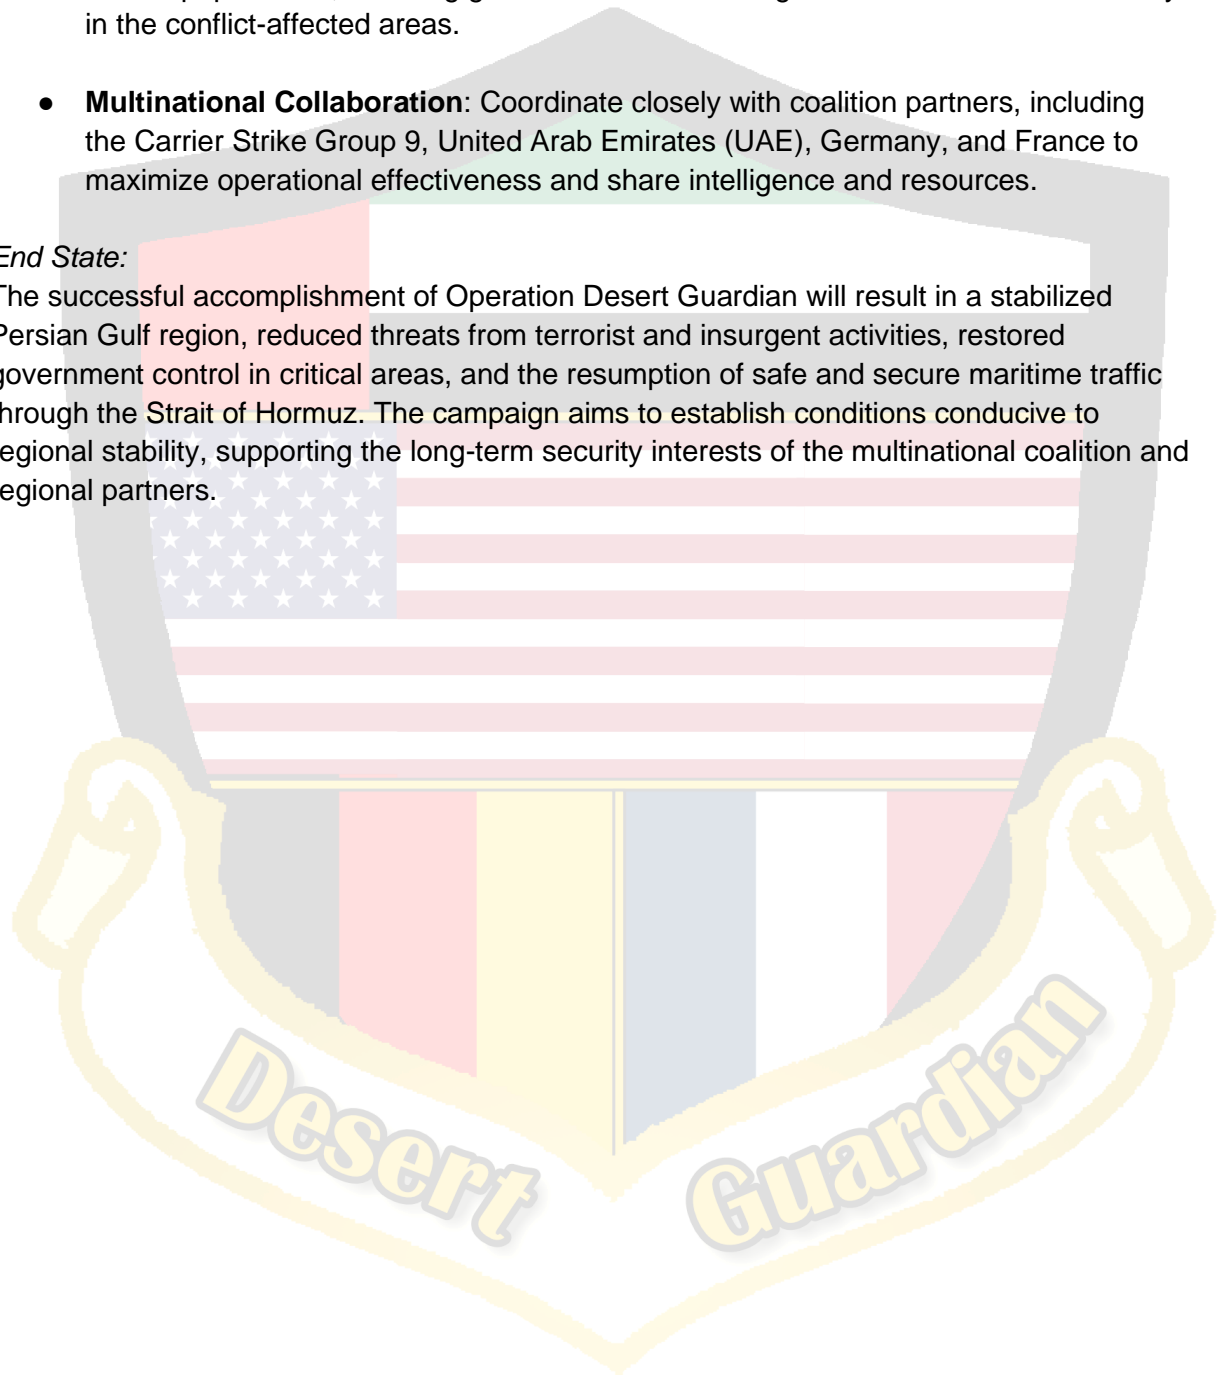 in the conflict-affected areas.
● Multinational Collaboration: Coordinate closely with coalition partners, including
the Carrier Strike Group 9, United Arab Emirates (UAE), Germany, and France to
maximize operational effectiveness and share intelligence and resources.
End State:
The successful accomplishment of Operation Desert Guardian will result in a stabilized
Persian Gulf region, reduced threats from terrorist and insurgent activities, restored
government control in critical areas, and the resumption of safe and secure maritime traffic
through the Strait of Hormuz. The campaign aims to establish conditions conducive to
regional stability, supporting the long-term security interests of the multinational coalition and
regional partners.
Desert Guardian